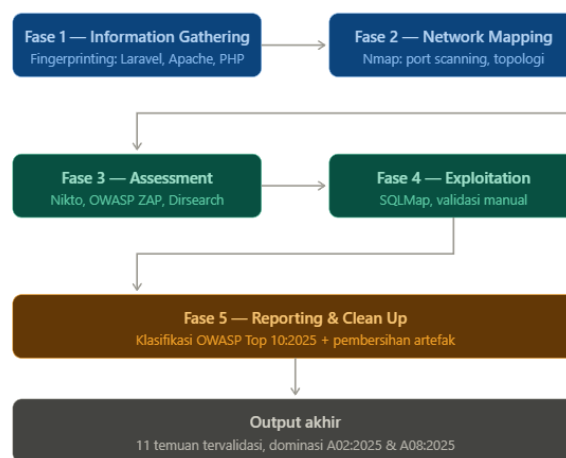 Fase 1 — Information Gathering
Fingerprinting: Laravel, Apache, PHP
Fase 2 — Network Mapping
Nmap: port scanning, topologi
Fase 3 — Assessment
Nikto, OWASP ZAP, Dirsearch
Fase 4 — Exploitation
SQLMap, validasi manual
Fase 5 — Reporting & Clean Up
Klasifikasi OWASP Top 10:2025 + pembersihan artefak
Output akhir
11 temuan tervalidasi, dominasi A02:2025 & A08:2025